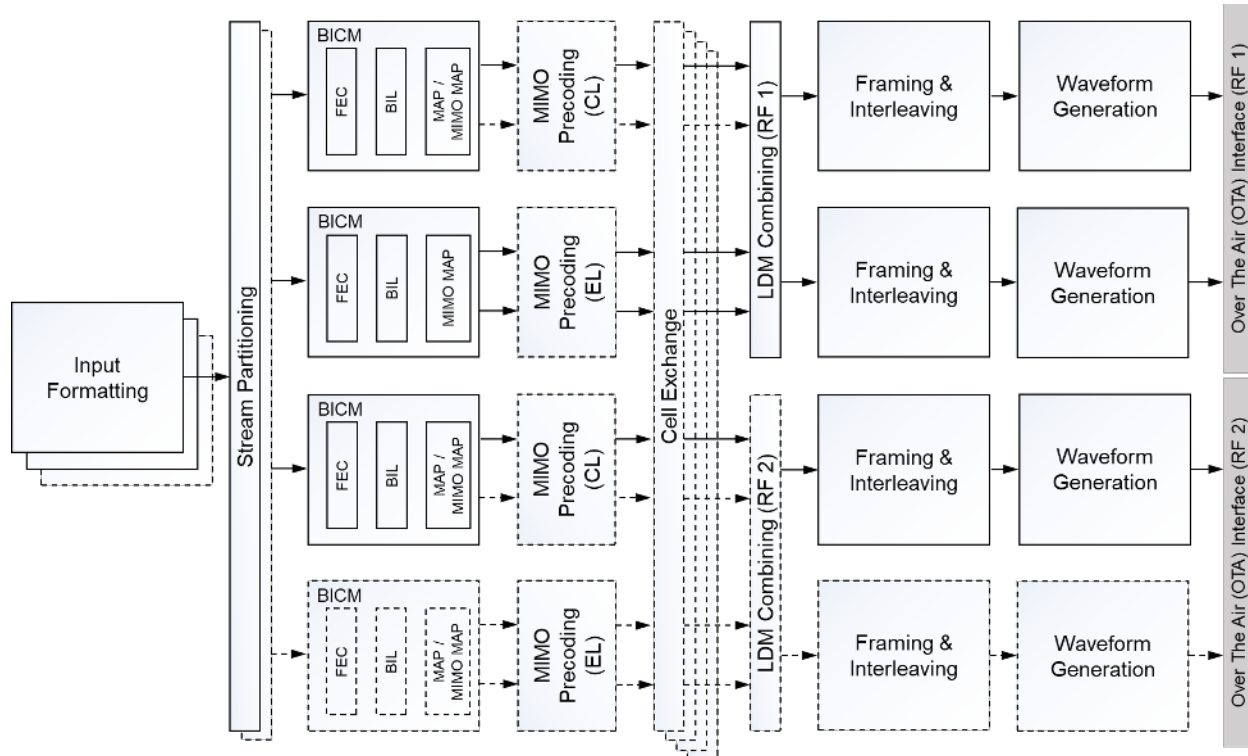 Input
Formatting
Stream Partitioning
BICM
FEC
BIL
MAP /
MIMO MAP
MIMO
Precoding
(CL)
BICM
FEC
BIL
MIMO MAP
MIMO
Precoding
(EL)
BICM
FEC
BIL
MAP /
MIMO MAP
MIMO
Precoding
(CL)
BICM
FEC
BIL
MAP /
MIMO MAP
MIMO
Precoding
(EL)
Cell Exchange
LDM Combining (RF 1)
LDM Combining (RF 2)
Framing &
Interleaving
Waveform
Generation
Framing &
Interleaving
Waveform
Generation
Framing &
Interleaving
Waveform
Generation
Framing &
Interleaving
Waveform
Generation
Over The Air (OTA) Interface (RF 1)
Over The Air (OTA) Interface (RF 2)